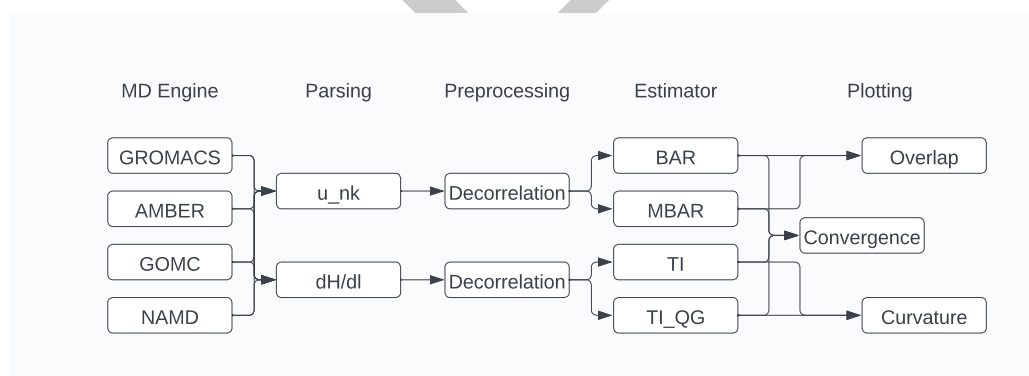 MD Engine Parsing Preprocessing Estimator Plotting
GROMACS BAR Overlap
u_nk Decorrelation
AMBER MBAR
Convergence
GOMC TI
dH/dl Decorrelation
NAMD TI_QG Curvature